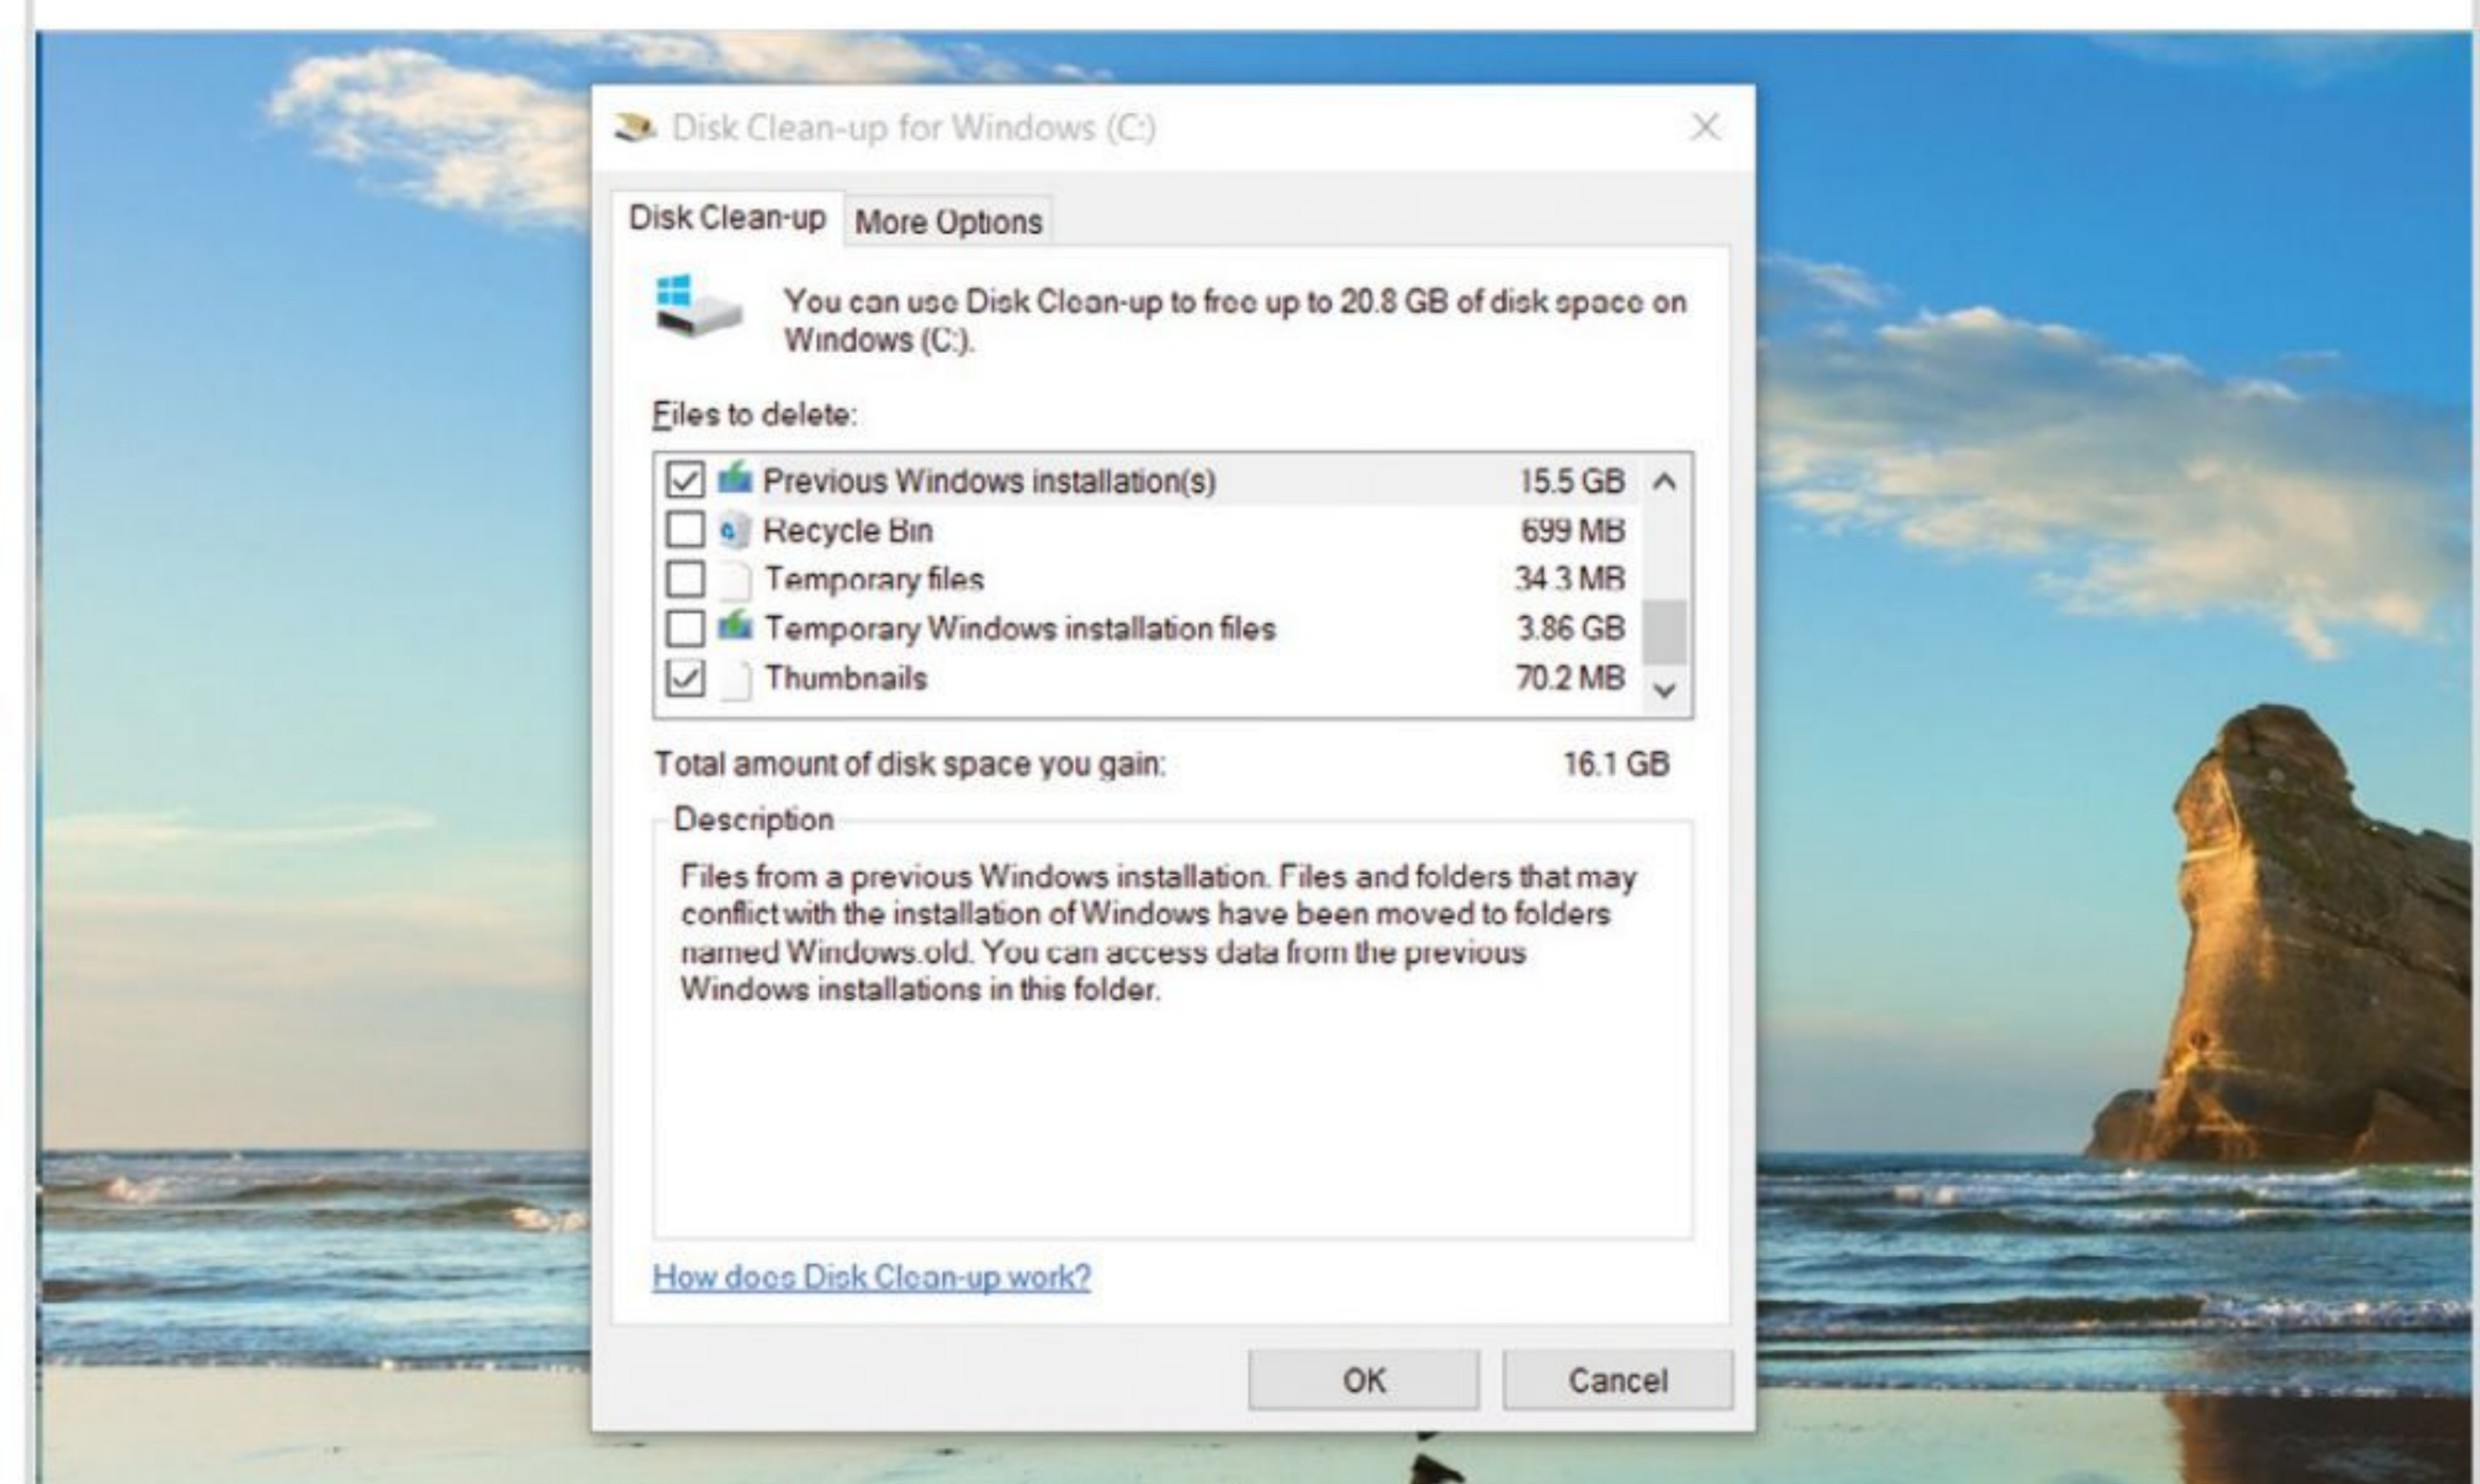 Disk Clean-up for Windows (C:)
Disk Clean-up
More Options
You can use Disk Clean-up to free up to 20.8 GB of disk space on
Windows (C:).
Files to delete:
Previous Windows installation(s) 15.5 GB
Recycle Bin 699 MB
Temporary files 34.3 MB
Temporary Windows installation files 3.86 GB
Thumbnails 70.2 MB
Total amount of disk space you gain: 16.1 GB
Description
Files from a previous Windows installation. Files and folders that may
conflict with the installation of Windows have been moved to folders
named Windows.old. You can access data from the previous
Windows installations in this folder.
How does Disk Clean-up work?
OK
Cancel